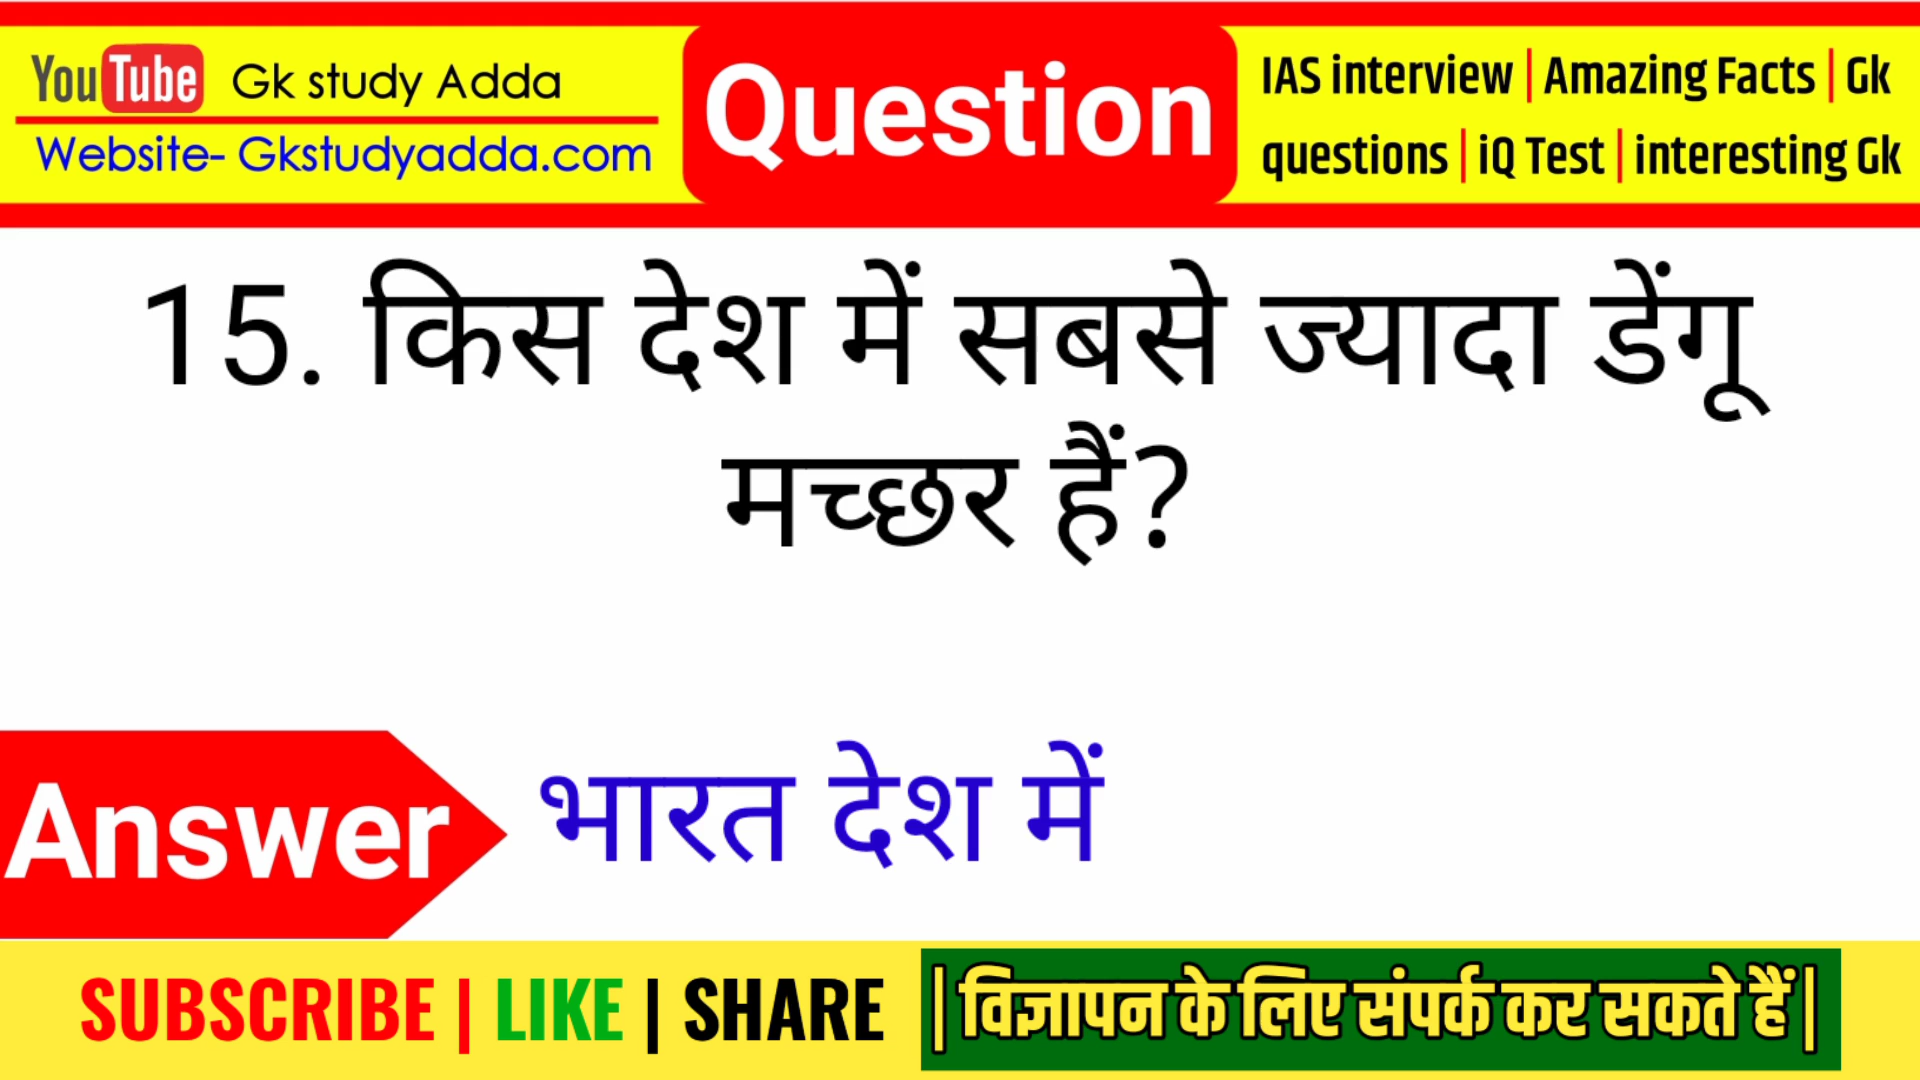 YouTube Gk study Adda
Website- Gkstudyadda.com
Question
IAS interview | Amazing Facts | Gk
questions | iQ Test | interesting Gk
15. किस देश में सबसे ज्यादा डेंगू
मच्छर हैं?
Answer
भारत देश में
SUBSCRIBE | LIKE | SHARE
| विज्ञापन के लिए संपर्क कर सकते हैं |